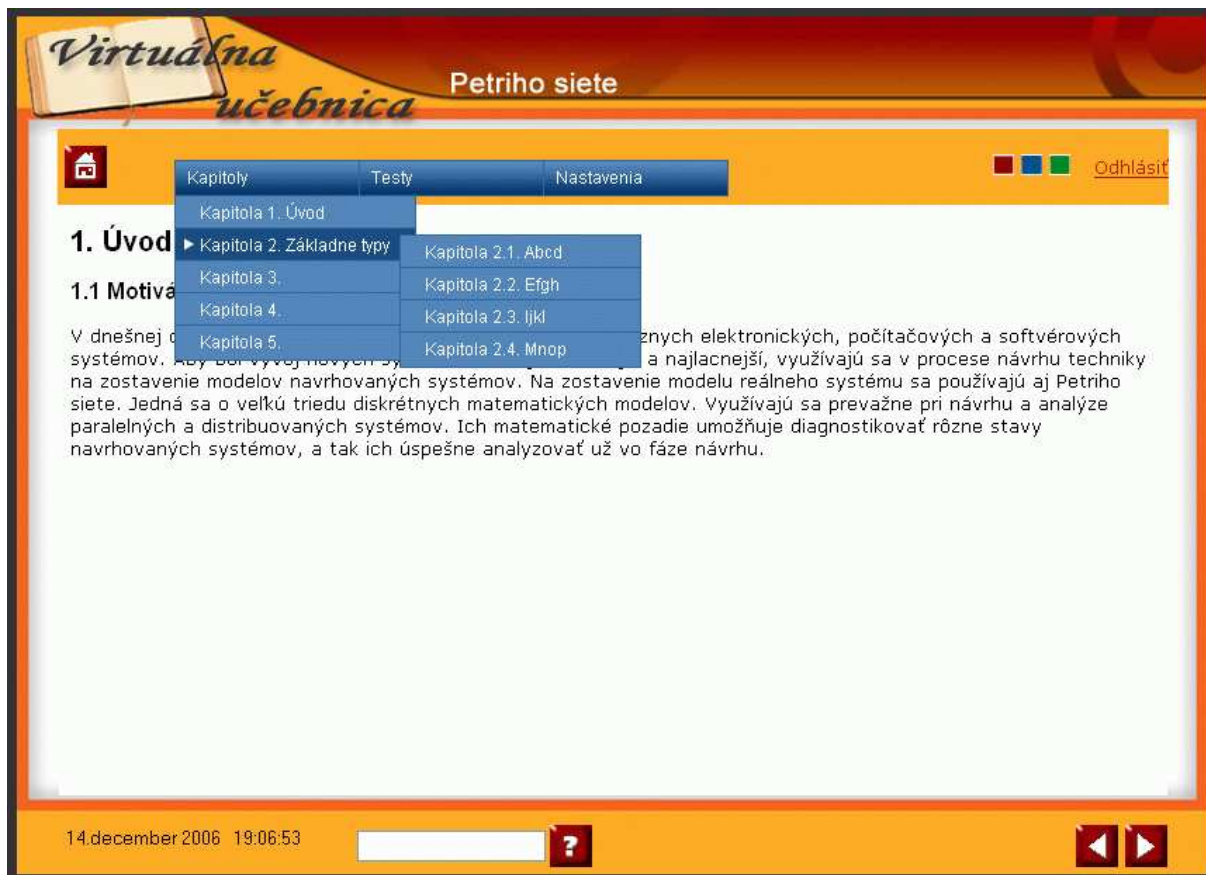 Virtuálna
učebnica
Petriho siete
Kapitoly Testy Nastavenia Odhlásiť
Kapitola 1. Úvod
Kapitola 2. Základne typy
Kapitola 3.
Kapitola 4.
Kapitola 5.
Kapitola 2.1. Abcd
Kapitola 2.2. Efgh
Kapitola 2.3. Ijkl
Kapitola 2.4. Mnop
1. Úvod
1.1
V dnešnej elektronických, počítačových a softvérových
systémov. a najlacnejší, využívajú sa v procese návrhu techniky
na zostavenie modelov navrhovaných systémov. Na zostavenie modelu reálneho systému sa používajú aj Petriho
siete. Jedná sa o veľkú triedu diskrétnych matematických modelov. Využívajú sa prevažne pri návrhu a analýze
paralelných a distribuovaných systémov. Ich matematické pozadie umožňuje diagnostikovať rôzne stavy
navrhovaných systémov, a tak ich úspešne analyzovať už vo fáze návrhu.
14.december 2006 19:06:53
?